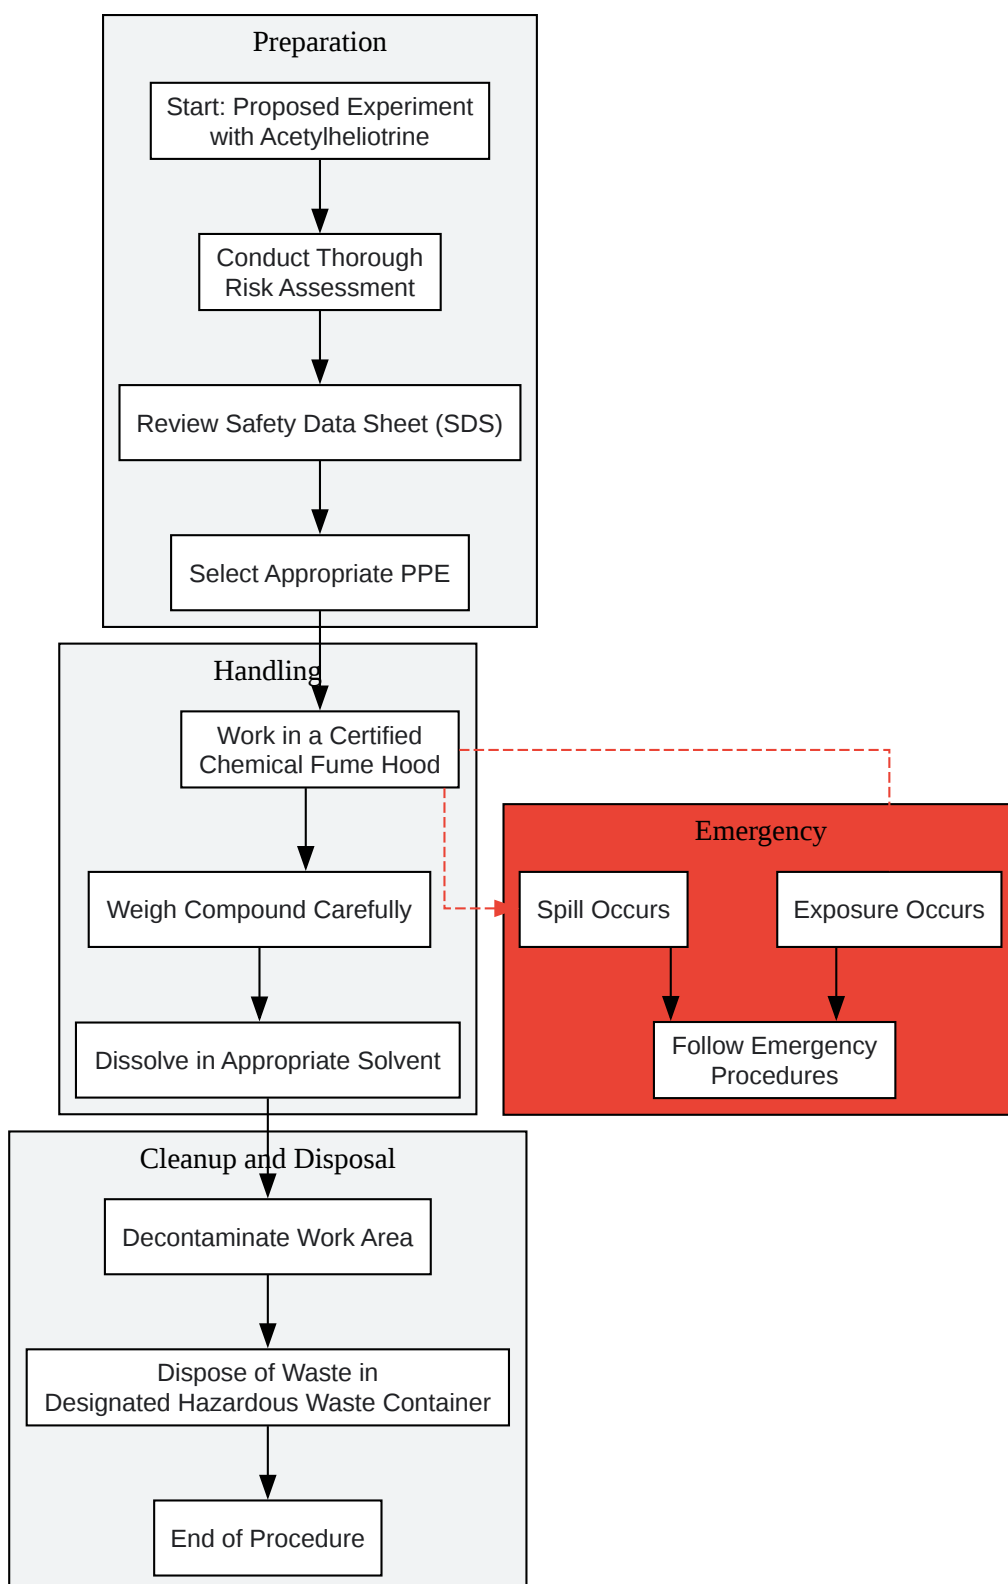 Preparation
Start: Proposed Experiment
with Acetylheliotrine
Conduct Thorough
Risk Assessment
Review Safety Data Sheet (SDS)
Select Appropriate PPE
Handling
Work in a Certified
Chemical Fume Hood
Weigh Compound Carefully
Dissolve in Appropriate Solvent
Emergency
Spill Occurs
Exposure Occurs
Follow Emergency
Procedures
Cleanup and Disposal
Decontaminate Work Area
Dispose of Waste in
Designated Hazardous Waste Container
End of Procedure